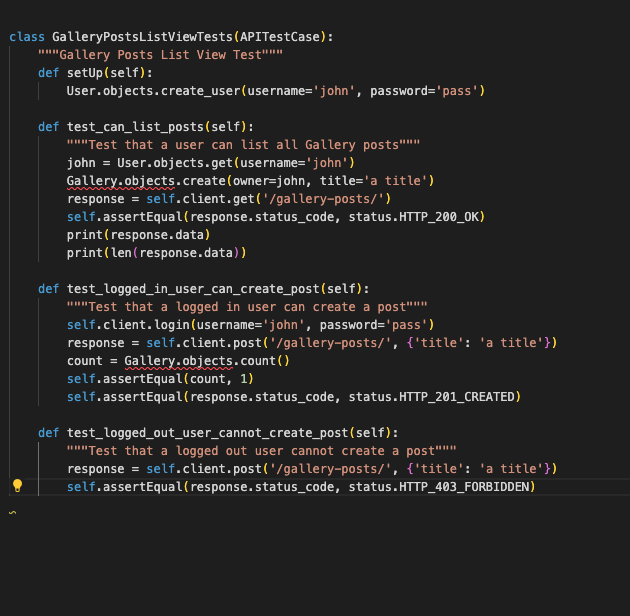 class GalleryPostsListViewTests(APITestCase):
    """Gallery Posts List View Test"""
    def setUp(self):
        User.objects.create_user(username='john', password='pass')

    def test_can_list_posts(self):
        """Test that a user can list all Gallery posts"""
        john = User.objects.get(username='john')
        Gallery.objects.create(owner=john, title='a title')
        response = self.client.get('/gallery-posts/')
        self.assertEqual(response.status_code, status.HTTP_200_OK)
        print(response.data)
        print(len(response.data))

    def test_logged_in_user_can_create_post(self):
        """Test that a logged in user can create a post"""
        self.client.login(username='john', password='pass')
        response = self.client.post('/gallery-posts/', {'title': 'a title'})
        count = Gallery.objects.count()
        self.assertEqual(count, 1)
        self.assertEqual(response.status_code, status.HTTP_201_CREATED)

    def test_logged_out_user_cannot_create_post(self):
        """Test that a logged out user cannot create a post"""
        response = self.client.post('/gallery-posts/', {'title': 'a title'})
        self.assertEqual(response.status_code, status.HTTP_403_FORBIDDEN)